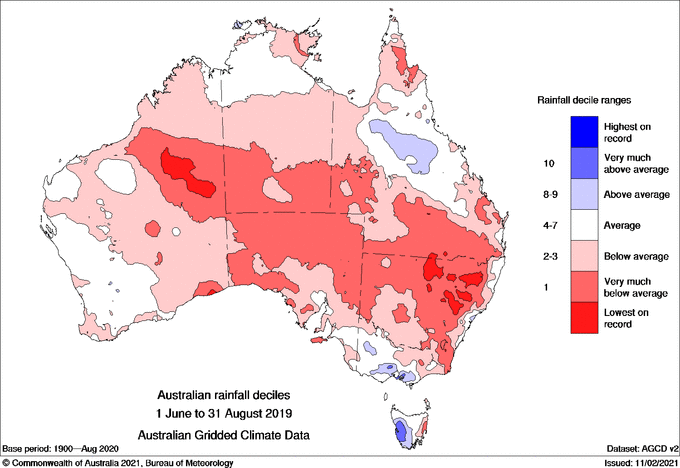 Rainfall decile ranges
Highest on
record
10 Very much
above average
8-9 Above average
4-7 Average
2-3 Below average
1 Very much
below average
Lowest on
record
Australian rainfall deciles
1 June to 31 August 2019
Australian Gridded Climate Data
Base period: 1900—Aug 2020
Dataset: AGCD v2
© Commonwealth of Australia 2021, Bureau of Meteorology
Issued: 11/02/2021